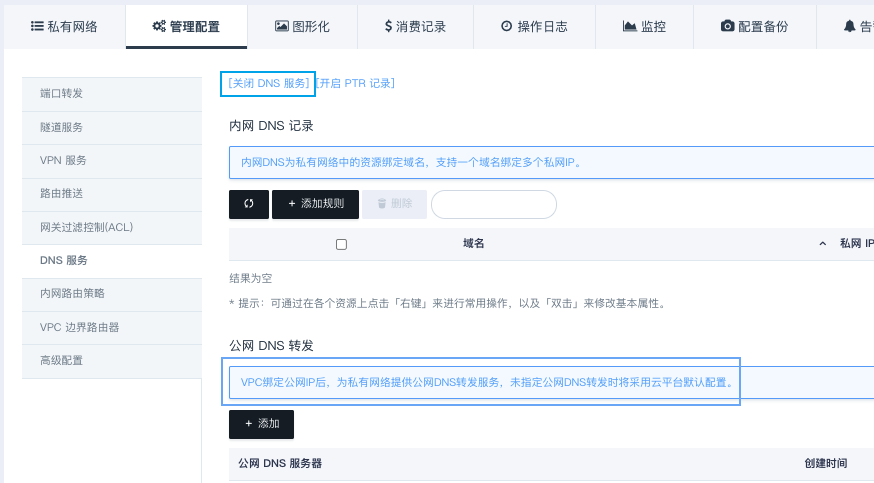 私有网络 管理配置 图形化 消费记录 操作日志 监控 配置备份
端口转发
隧道服务
VPN 服务
路由推送
网关过滤控制(ACL)
DNS 服务
内网路由策略
VPC 边界路由器
高级配置
[关闭 DNS 服务] [开启 PTR 记录]
内网 DNS 记录
内网DNS为私有网络中的资源绑定域名，支持一个域名绑定多个私网IP。
+ 添加规则 删除
域名 私网 IP
结果为空
* 提示：可通过在各个资源上点击「右键」来进行常用操作，以及「双击」来修改基本属性。
公网 DNS 转发
VPC绑定公网IP后，为私有网络提供公网DNS转发服务，未指定公网DNS转发时将采用云平台默认配置。
+ 添加
公网 DNS 服务器 创建时间